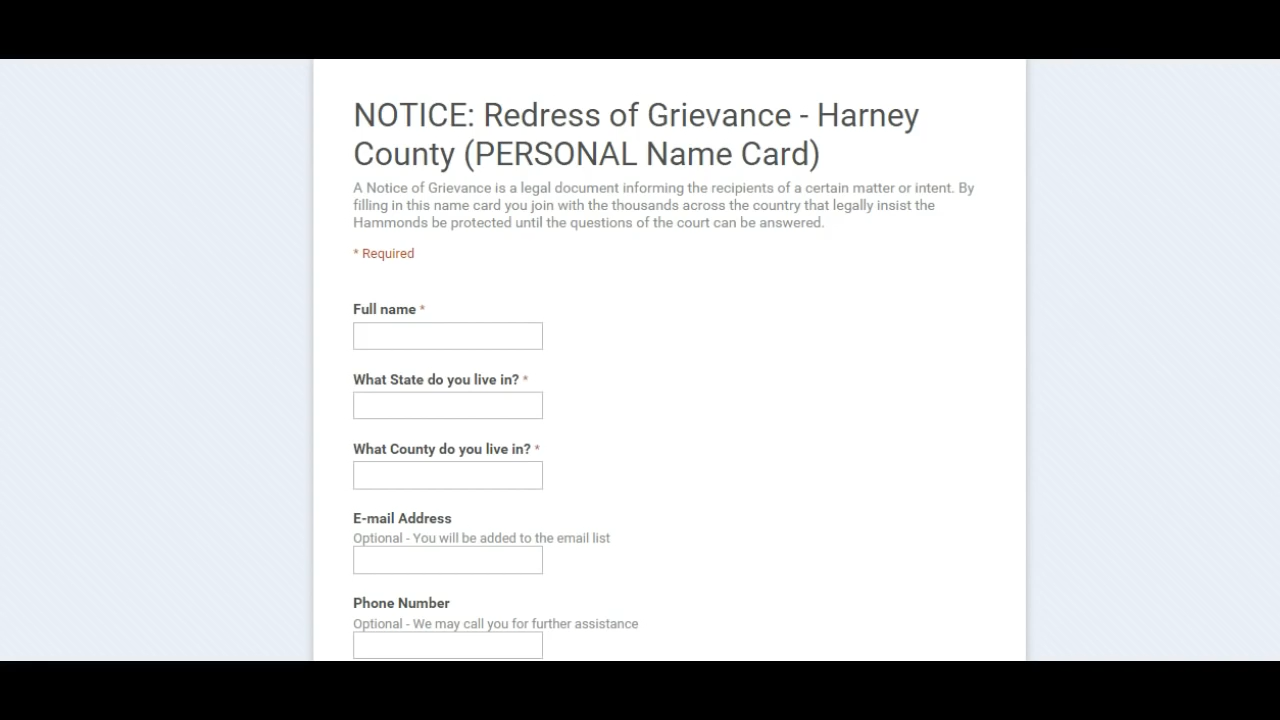 NOTICE: Redress of Grievance - Harney
County (PERSONAL Name Card)
A Notice of Grievance is a legal document informing the recipients of a certain matter or intent. By
filling in this name card you join with the thousands across the country that legally insist the
Hammonds be protected until the questions of the court can be answered.
* Required
Full name *
What State do you live in? *
What County do you live in? *
E-mail Address
Optional - You will be added to the email list
Phone Number
Optional - We may call you for further assistance